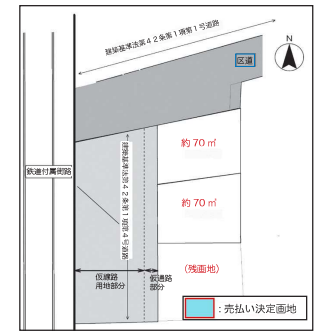 建築基準法第42条第1項第1号道路
区道
N
約70㎡
建築基準法第42条第1項第4号道路
鉄道付属街路
約70㎡
(残画地)
仮線路
用地部分
仮通路
部分
:売払い決定画地